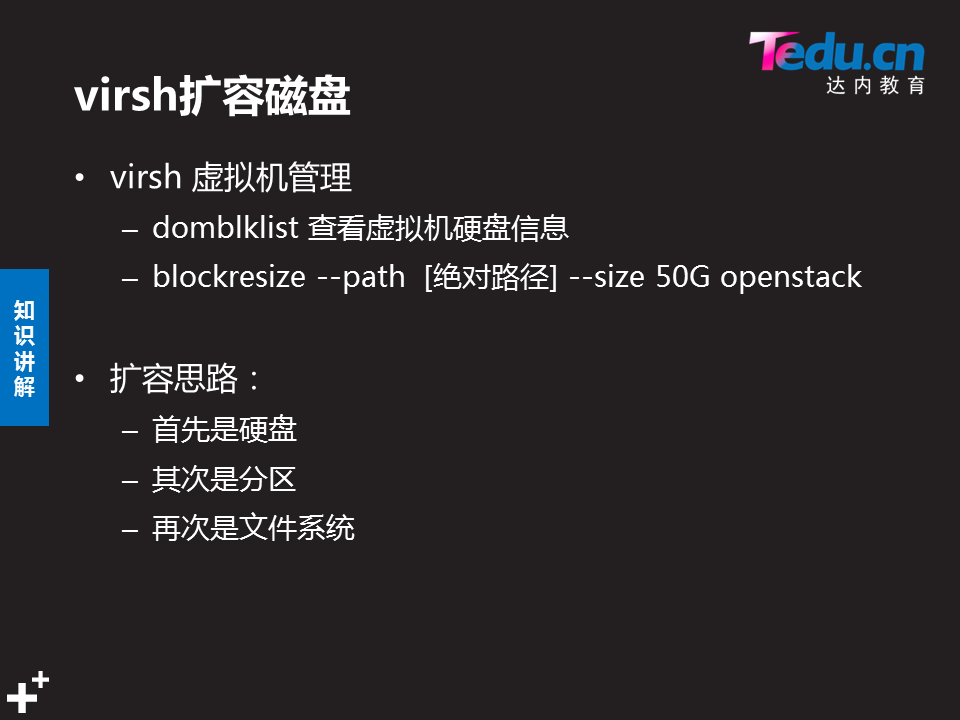 Tedu.cn
达内教育
virsh扩容磁盘
• virsh 虚拟机管理
– domblklist 查看虚拟机硬盘信息
– blockresize --path  [绝对路径] --size 50G openstack
知识讲解
• 扩容思路：
– 首先是硬盘
– 其次是分区
– 再次是文件系统